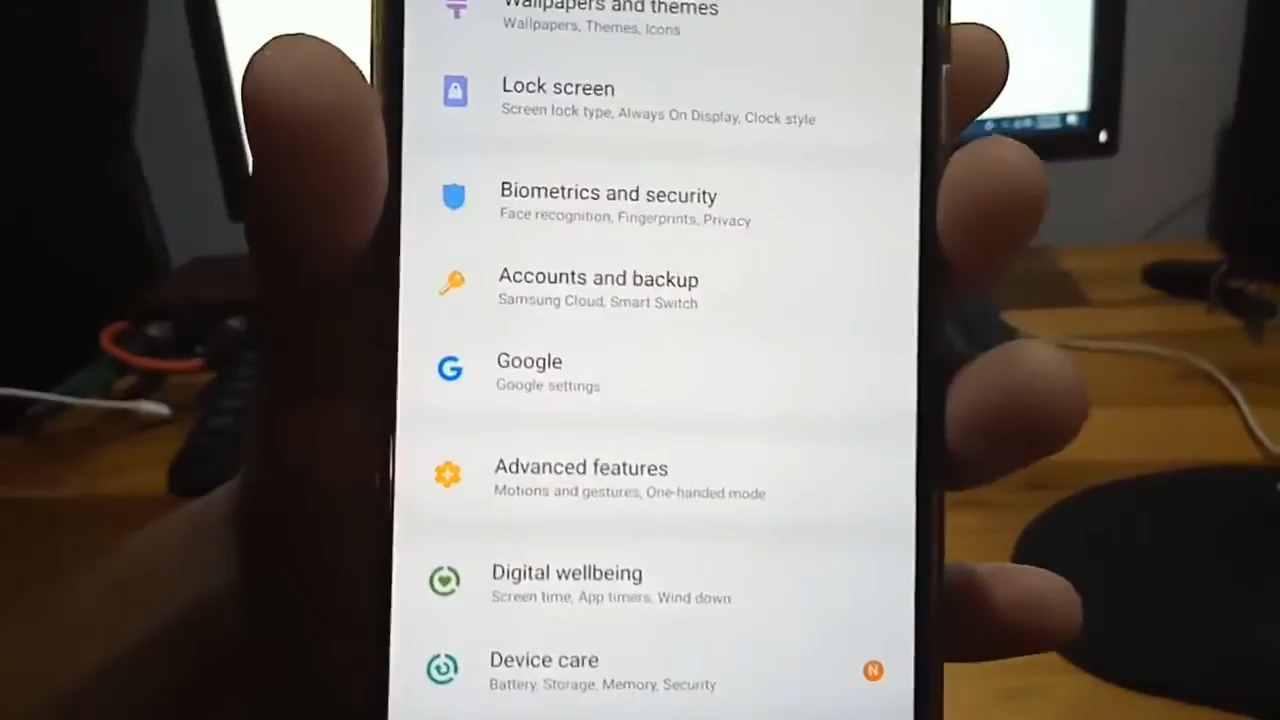 Wallpapers and themes
Wallpapers, Themes, Icons
Lock screen
Screen lock type, Always On Display, Clock style
Biometrics and security
Face recognition, Fingerprints, Privacy
Accounts and backup
Samsung Cloud, Smart Switch
Google
Google settings
Advanced features
Motions and gestures, One-handed mode
Digital wellbeing
Screen time, App timers, Wind down
Device care
N
Battery, Storage, Memory, Security